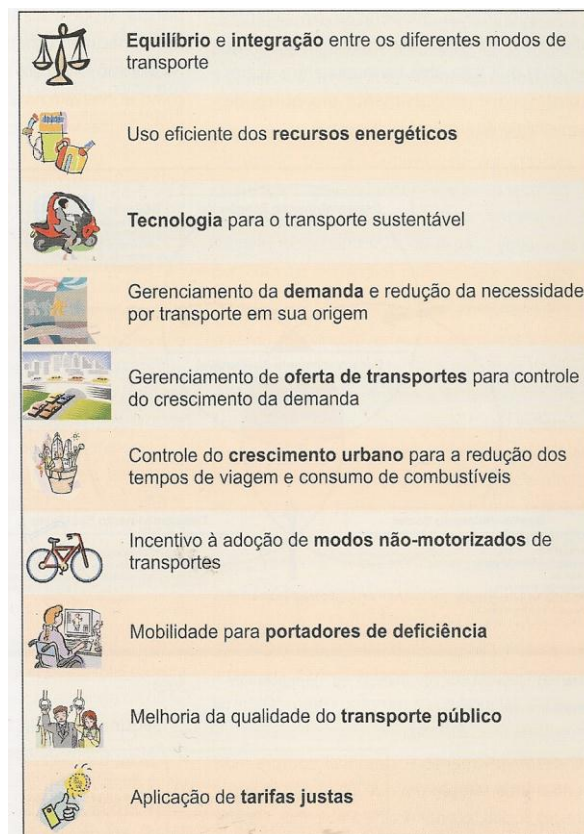 Equilíbrio e integração entre os diferentes modos de
transporte
Uso eficiente dos recursos energéticos
Tecnologia para o transporte sustentável
Gerenciamento da demanda e redução da necessidade
por transporte em sua origem
Gerenciamento de oferta de transportes para controle
do crescimento da demanda
Controle do crescimento urbano para a redução dos
tempos de viagem e consumo de combustíveis
Incentivo à adoção de modos não-motorizados de
transportes
Mobilidade para portadores de deficiência
Melhoria da qualidade do transporte público
Aplicação de tarifas justas